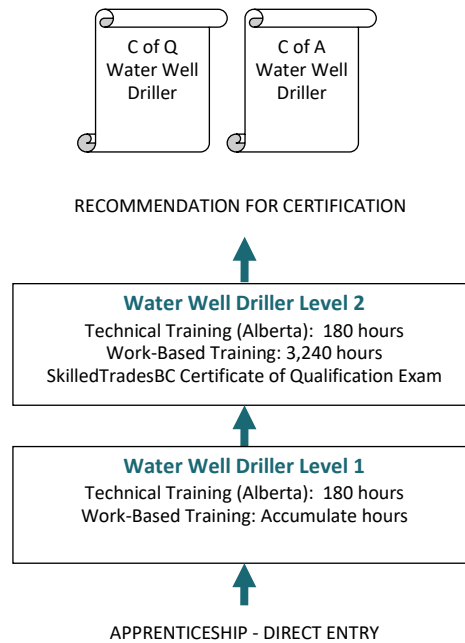 C of Q
Water Well
Driller
C of A
Water Well
Driller
RECOMMENDATION FOR CERTIFICATION
Water Well Driller Level 2
Technical Training (Alberta): 180 hours
Work-Based Training: 3,240 hours
SkilledTradesBC Certificate of Qualification Exam
Water Well Driller Level 1
Technical Training (Alberta): 180 hours
Work-Based Training: Accumulate hours
APPRENTICESHIP - DIRECT ENTRY